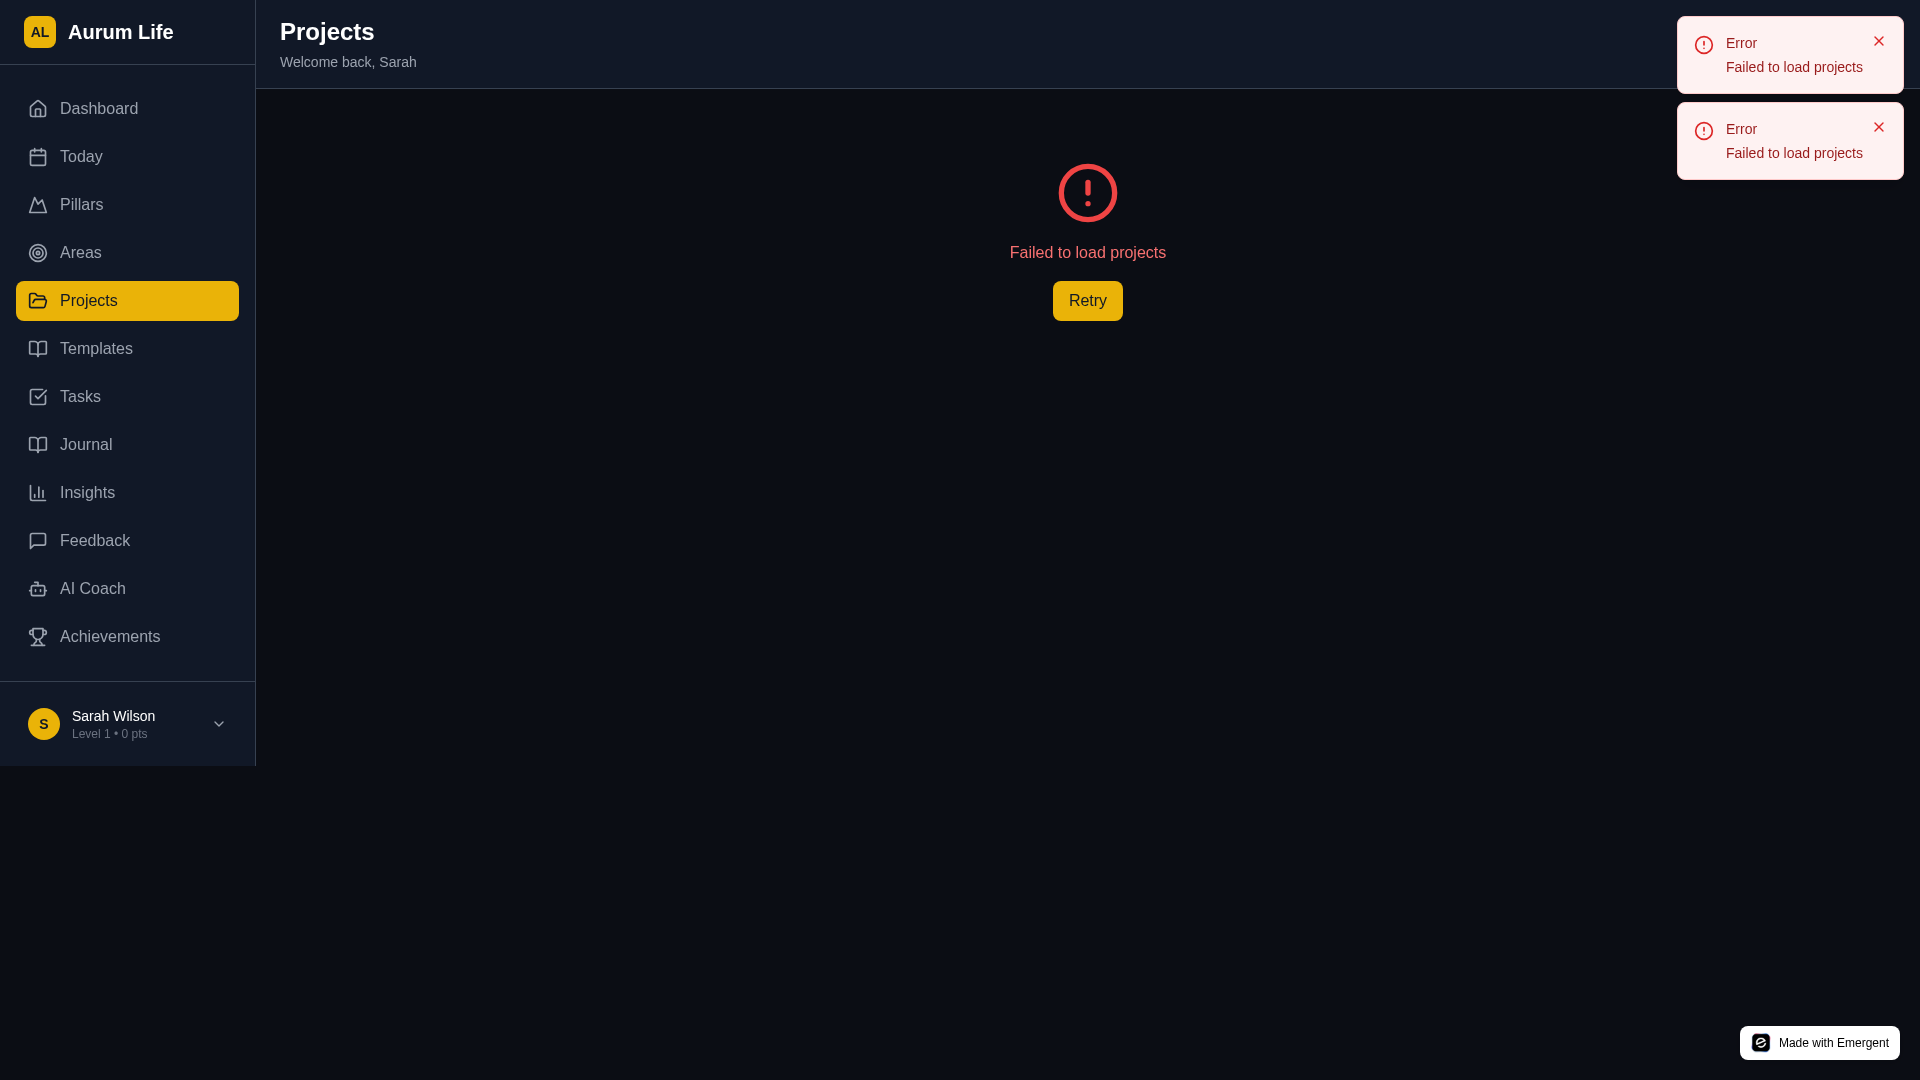 AL
Aurum Life
Dashboard
Today
Pillars
Areas
Projects
Templates
Tasks
Journal
Insights
Feedback
AI Coach
Achievements
S
Sarah Wilson
Level 1 • 0 pts
Projects
Welcome back, Sarah
Failed to load projects
Retry
Error
Failed to load projects
Error
Failed to load projects
Made with Emergent